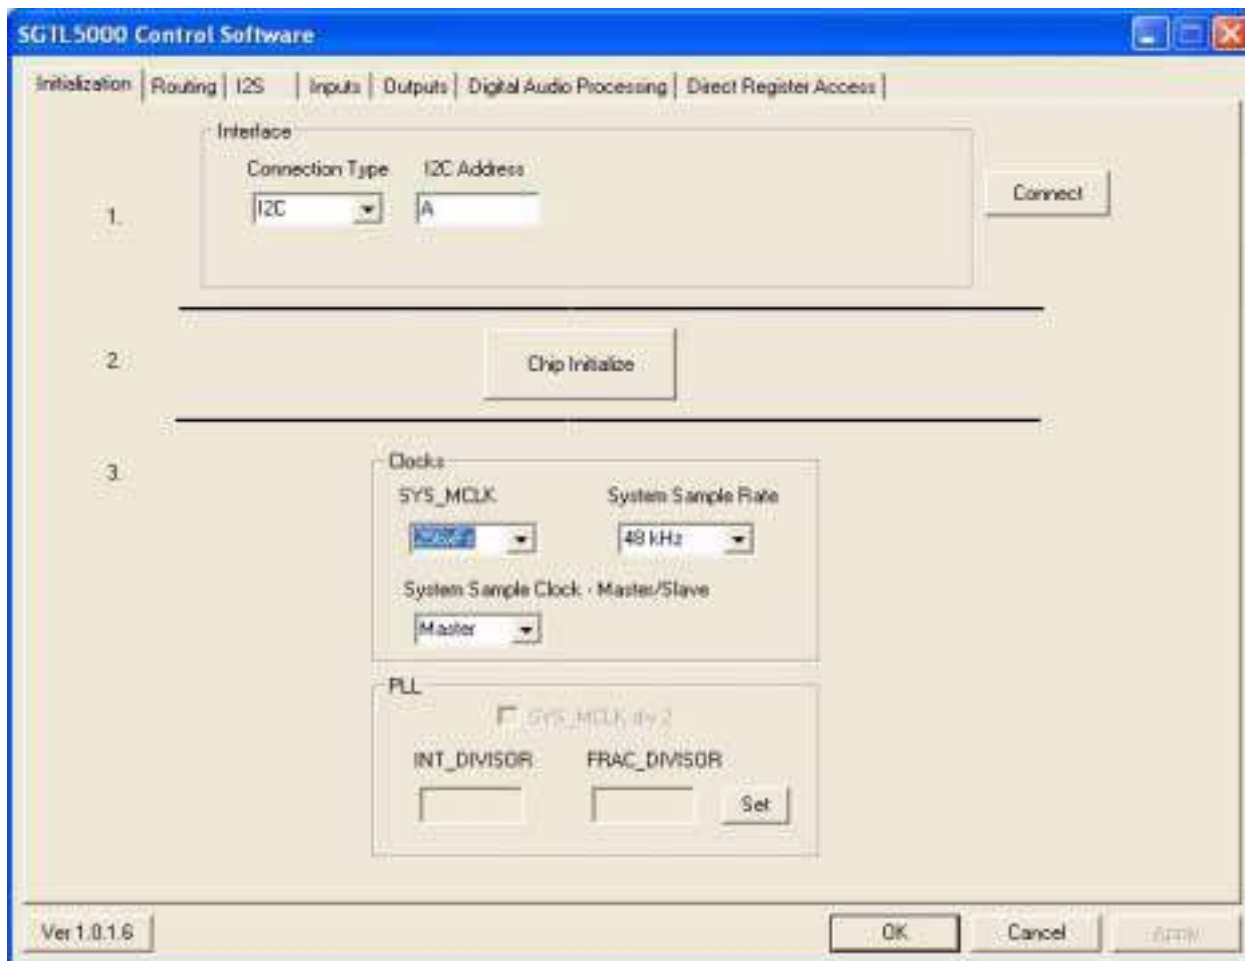 SGTL5000 Control Software
Initialization Routing I2S Inputs Outputs Digital Audio Processing Direct Register Access
Interface
Connection Type I2C Address
1. I2C A Connect
2. Chip Initialize
3. Clocks
SYS_MCLK System Sample Rate
256xFs 48 kHz
System Sample Clock - Master/Slave
Master
PLL
SYS_MCLK div 2
INT_DIVISOR FRAC_DIVISOR
Set
Ver 1.0.1.6 OK Cancel Apply